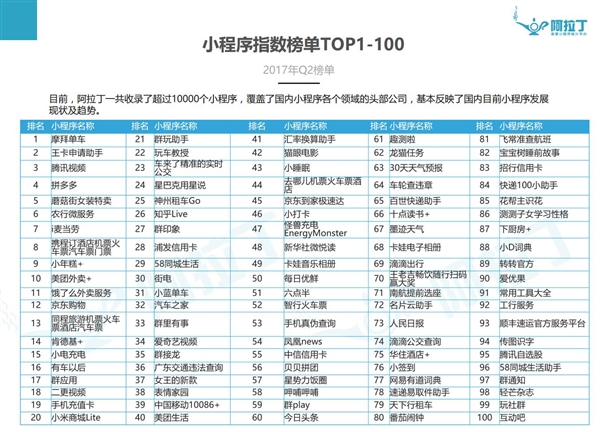 阿拉丁
小程序指数榜单TOP1-100
2017年Q2榜单
目前，阿拉丁一共收录了超过10000个小程序，覆盖了国内小程序各个领域的头部公司，基本反映了国内目前小程序发展
现状及趋势。
排名 小程序名称 排名 小程序名称 排名 小程序名称 排名 小程序名称 排名 小程序名称
1 摩拜单车 21 群玩助手 41 汇率换算助手 61 趣测啦 81 飞常准查航班
2 王卡申请助手 22 玩车教授 42 猫眼电影 62 龙猫任务 82 宝宝树睡前故事
3 腾讯视频 23 车来了精准的实时公交 43 小睡眠 63 30天天气预报 83 招行信用卡
4 拼多多 24 星巴克用星说 44 去哪儿机票火车票酒店 64 车轮查违章 84 快递100小助手
5 蘑菇街女装特卖 25 神州租车Go 45 京东到家极速达 65 百世快递助手 85 花帮主识花
6 农行微服务 26 知乎Live 46 小打卡 66 十点读书+ 86 测测子女学习性格
7 i麦当劳 27 群印象 47 怪兽充电EnergyMonster 67 墨迹天气 87 下厨房+
8 携程订酒店机票火车票汽车票门票 28 浦发信用卡 48 新华社微悦读 68 卡娃电子相册 88 小D词典
9 小年糕+ 29 58同城生活 49 卡娃音乐相册 69 滴滴出行 89 转转官方
10 美团外卖+ 30 街电 50 每日优鲜 70 王老吉畅饮随行扫码赢大奖 90 爱优果
11 饿了么外卖服务 31 小蓝单车 51 六点半 71 南航提前选座 91 常用工具大全
12 京东购物 32 汽车之家 52 智行火车票 72 名片云助手 92 工行服务
13 同程旅游机票火车票酒店汽车票 33 群里有事 53 手机真伪查询 73 人民日报 93 顺丰速运官方服务平台
14 肯德基+ 34 爱奇艺视频 54 凤凰news 74 滴滴公交查询 94 传图识字
15 小电充电 35 群接龙 55 中信信用卡 75 华住酒店+ 95 腾讯自选股
16 有车以后 36 广东交通违法查询 56 贝贝拼团 76 小签到 96 58同城生活助手
17 群应用 37 女王的新款 57 星势力饭圈 77 网易有道词典 97 群通知
18 二更视频 38 表情家园 58 呷哺呷哺 78 速递易取件助手 98 轻芒杂志
19 手机充值卡 39 中国移动10086+ 59 群play 79 天下行租车 99 玩社群
20 小米商城Lite 40 美团生活 60 今日头条 80 番茄闹钟 100 互动吧